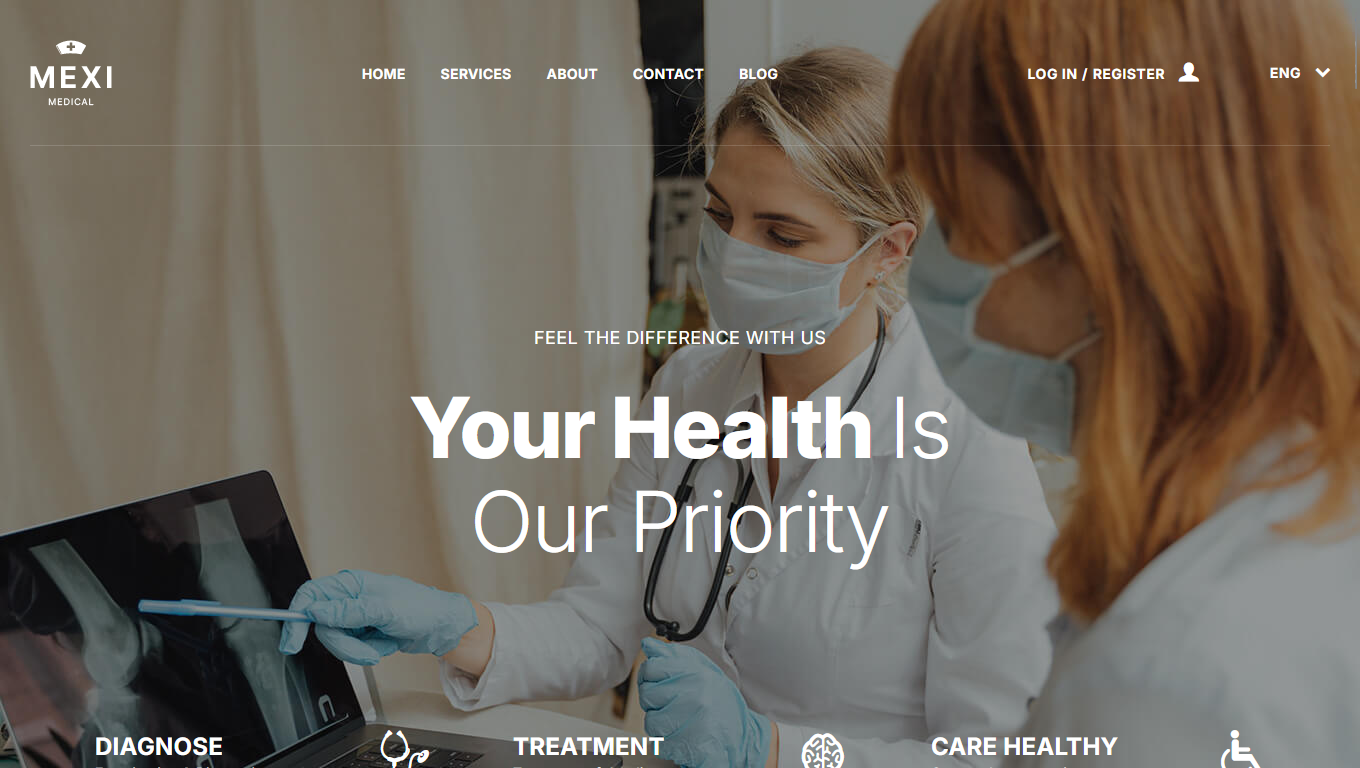 MEXI
MEDICAL
HOME
SERVICES
ABOUT
CONTACT
BLOG
LOG IN / REGISTER
ENG
FEEL THE DIFFERENCE WITH US
Your Health Is
Our Priority
DIAGNOSE
TREATMENT
CARE HEALTHY